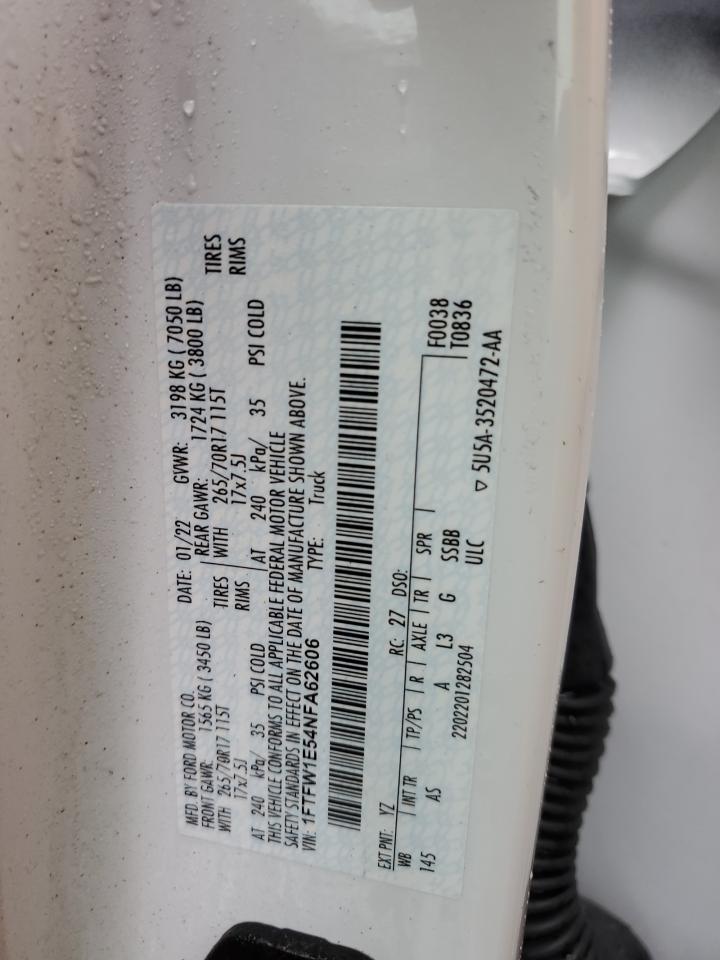 MFD. BY FORD MOTOR CO.
DATE: 01/22 GVWR: 3198 KG ( 7050 LB)
FRONT GAWR: 1565 KG ( 3450 LB) REAR GAWR: 1724 KG ( 3800 LB)
WITH 265/70R17 115T TIRES WITH 265/70R17 115T TIRES
17x7.5J RIMS 17x7.5J RIMS
AT 240 kPa/ 35 PSI COLD AT 240 kPa/ 35 PSI COLD
THIS VEHICLE CONFORMS TO ALL APPLICABLE FEDERAL MOTOR VEHICLE
SAFETY STANDARDS IN EFFECT ON THE DATE OF MANUFACTURE SHOWN ABOVE.
VIN: 1FTFW1E54NFA62606 TYPE: Truck
EXT PNT: YZ RC: 27 DSO:
WB INT TR TP/PS R AXLE TR SPR F0038
145 AS A L3 G SSBB T0836
2202201282504 ULC
▽ 5U5A-3520472-AA